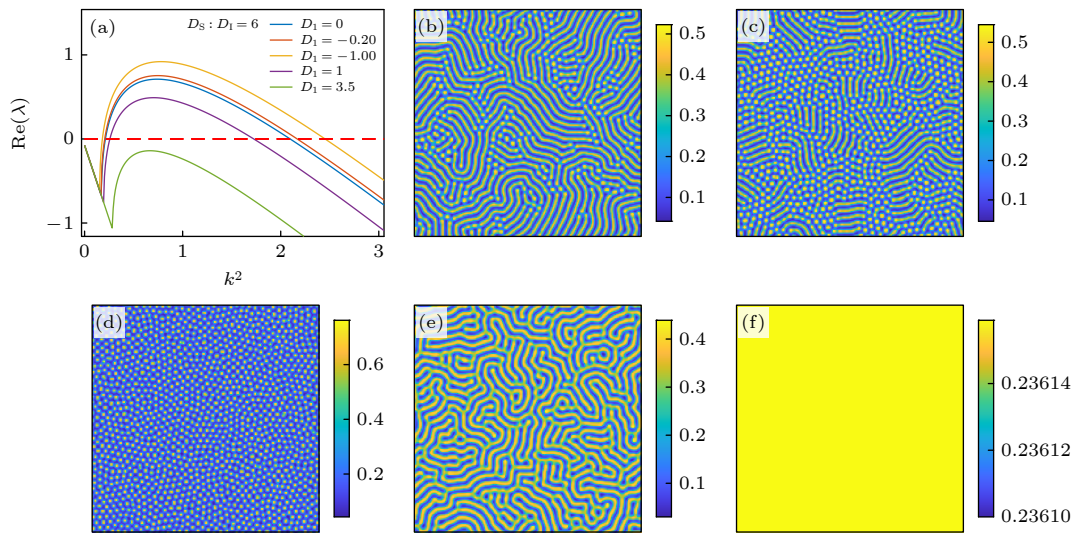 (a)
D_S : D_I = 6
D_1 = 0
D_1 = −0.20
D_1 = −1.00
D_1 = 1
D_1 = 3.5
Re(λ)
1
0
−1
0
1
2
3
k²
(b)
0.5
0.4
0.3
0.2
0.1
(c)
0.5
0.4
0.3
0.2
0.1
(d)
0.6
0.4
0.2
(e)
0.4
0.3
0.2
0.1
(f)
0.23614
0.23612
0.23610